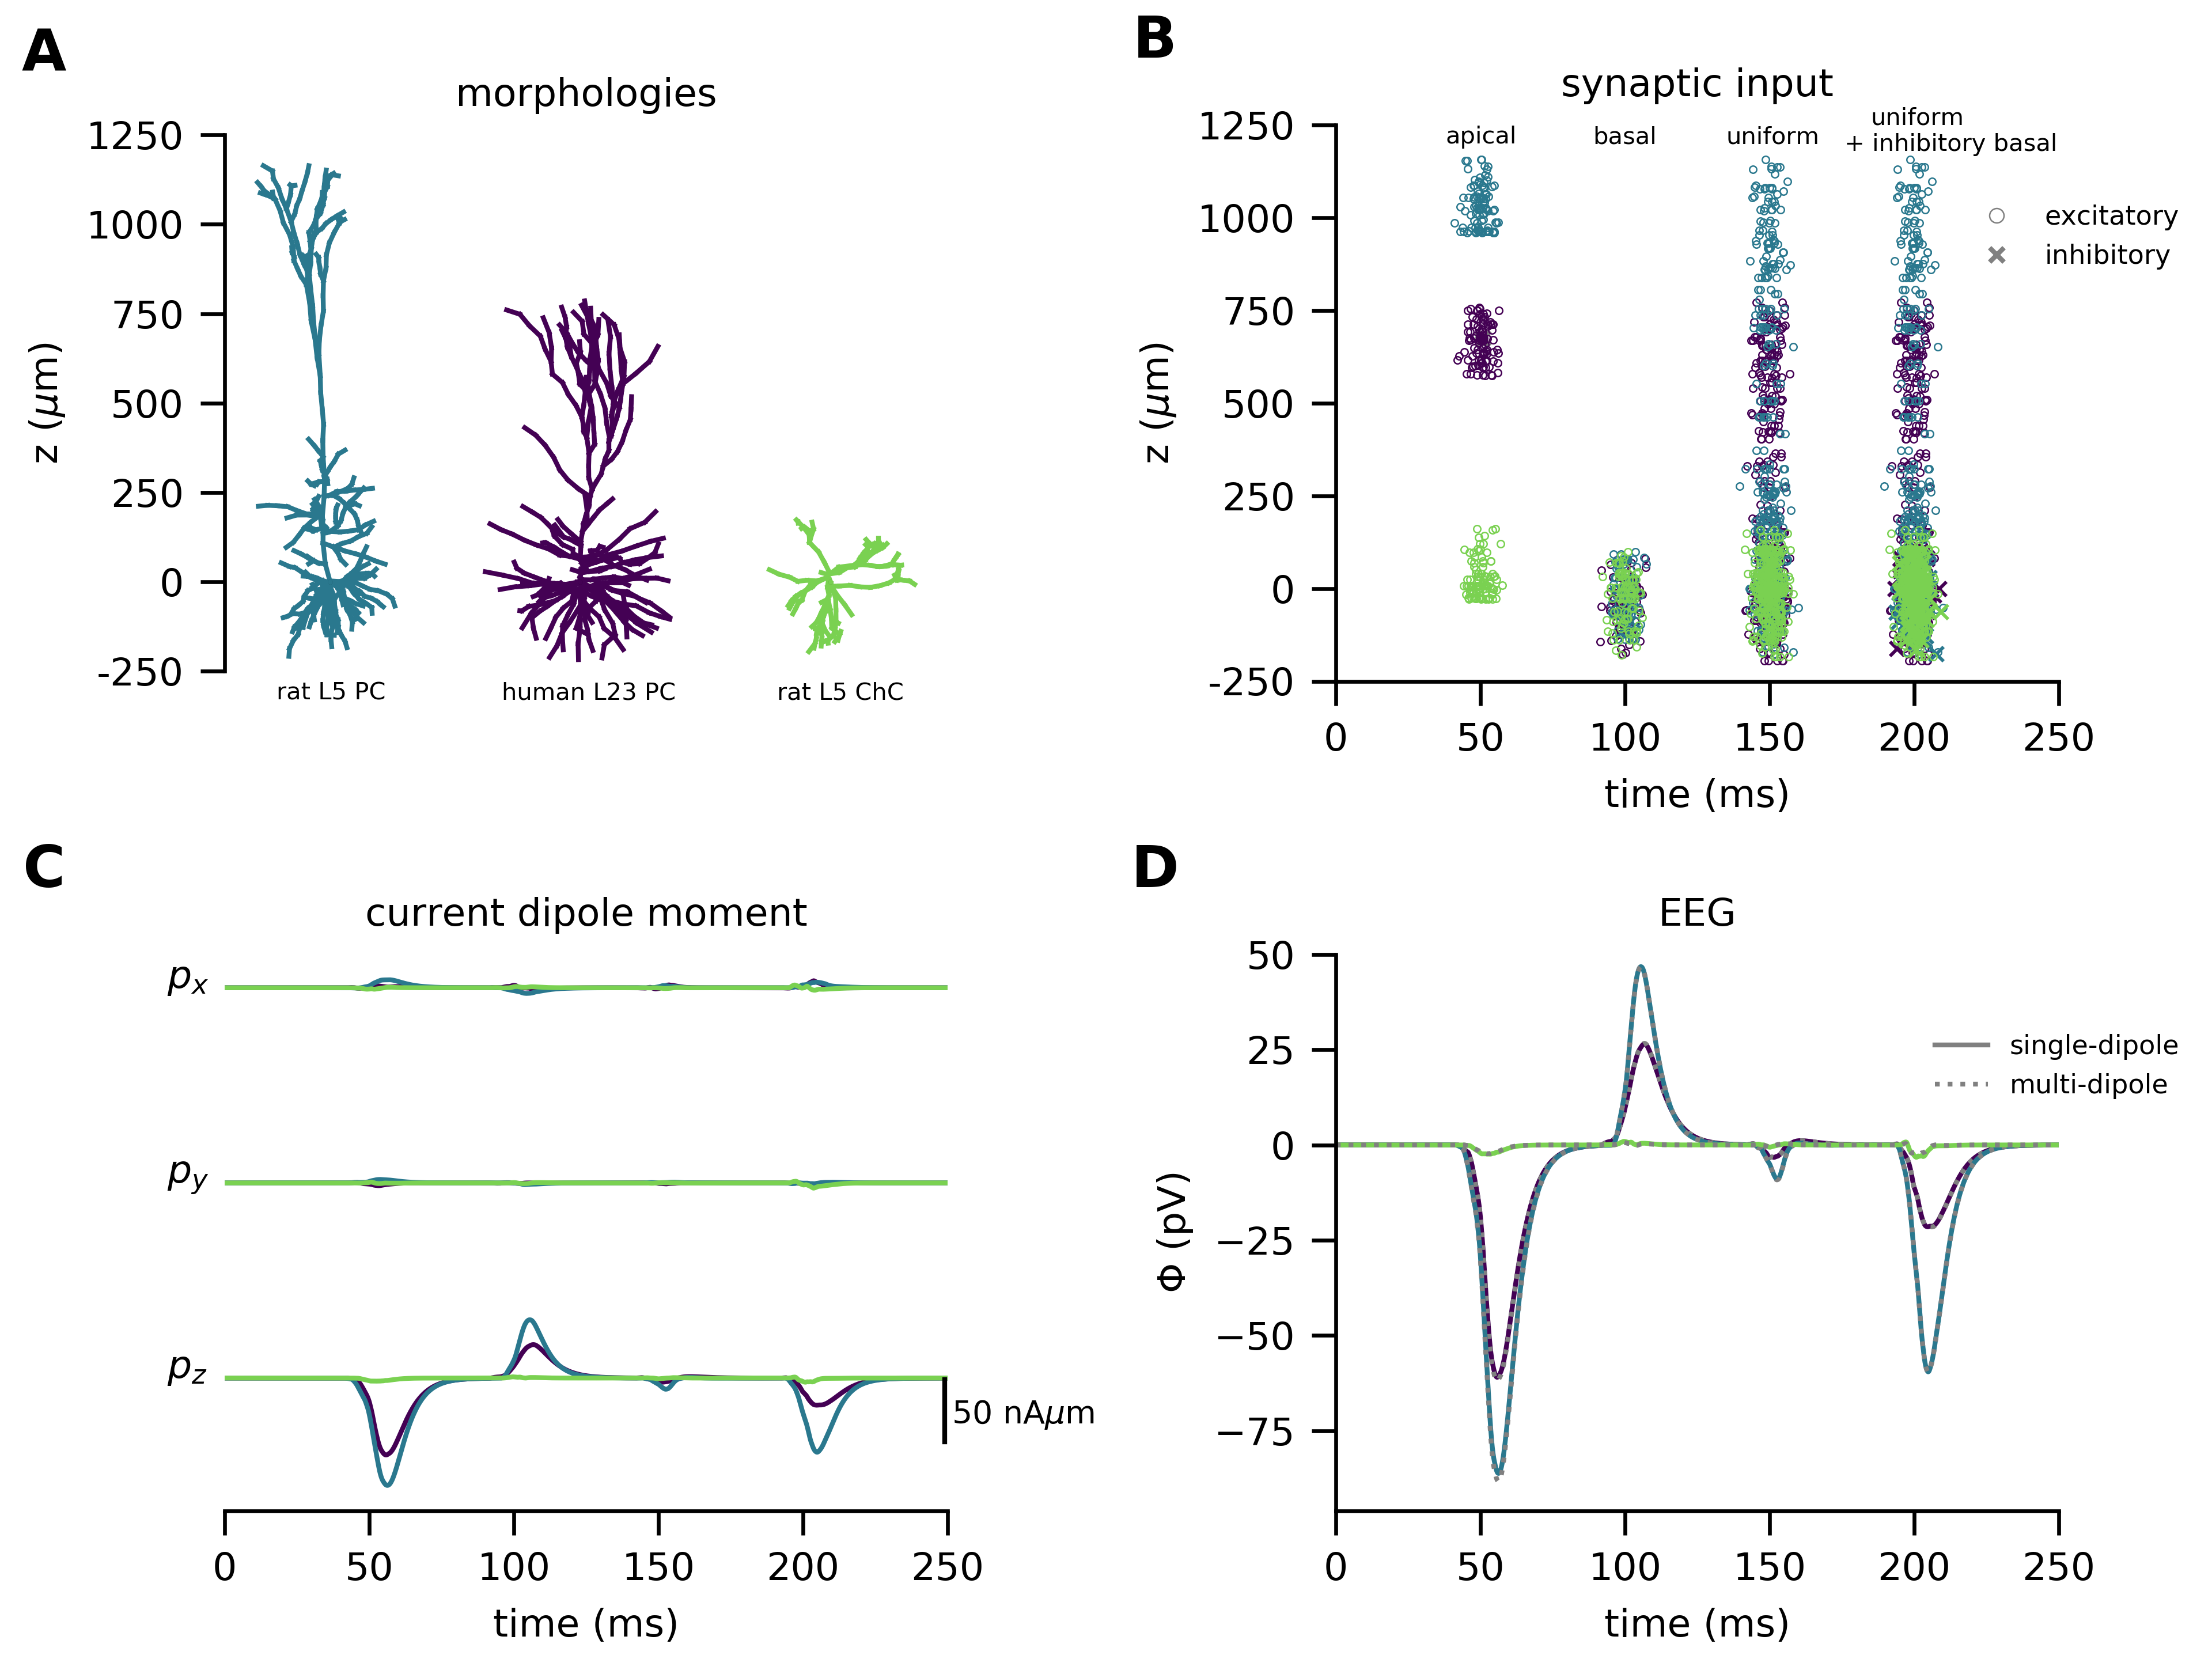 A
morphologies
1250
1000
750
500
250
0
-250
z (μm)
rat L5 PC
human L23 PC
rat L5 ChC
B
synaptic input
apical
basal
uniform
uniform
+ inhibitory basal
excitatory
inhibitory
1250
1000
750
500
250
0
-250
z (μm)
0 50 100 150 200 250
time (ms)
C
current dipole moment
p_x
p_y
p_z
50 nAμm
0 50 100 150 200 250
time (ms)
D
EEG
50
25
0
−25
−50
−75
Φ (pV)
single-dipole
multi-dipole
0 50 100 150 200 250
time (ms)